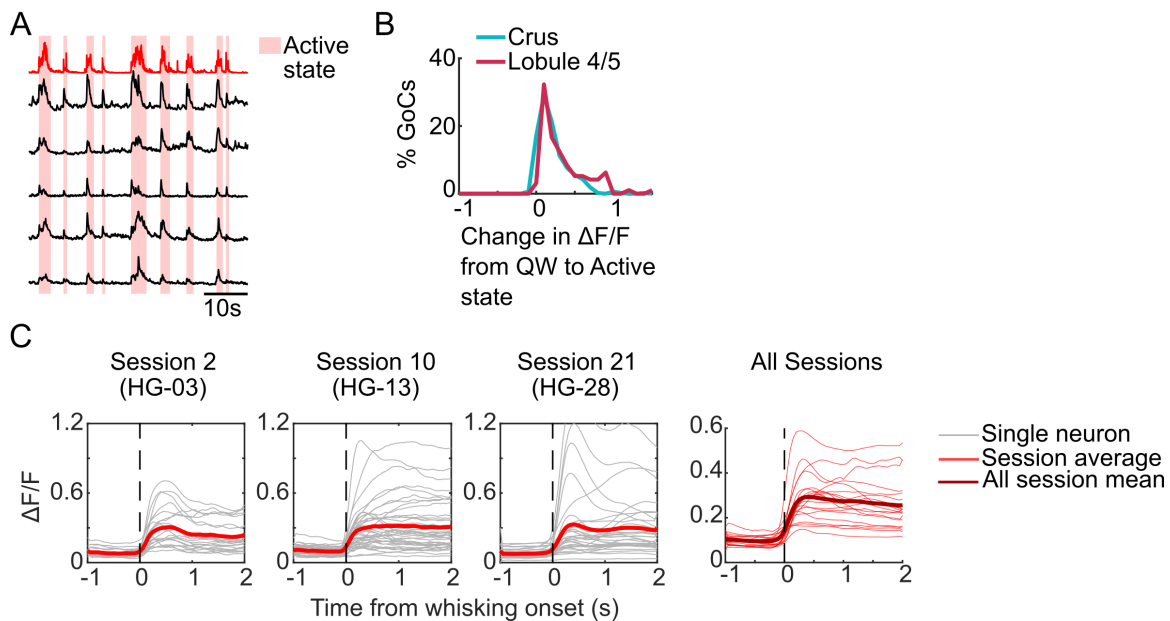 A
Active
state
10s
B
Crus
Lobule 4/5
40
20
0
% GoCs
-1 0 1
Change in ΔF/F
from QW to Active
state
C
Session 2
(HG-03)
Session 10
(HG-13)
Session 21
(HG-28)
All Sessions
ΔF/F
1.2
0.6
0
-1 0 1 2
1.2
0.6
0
-1 0 1 2
1.2
0.6
0
-1 0 1 2
0.6
0.4
0.2
0
-1 0 1 2
Time from whisking onset (s)
Single neuron
Session average
All session mean